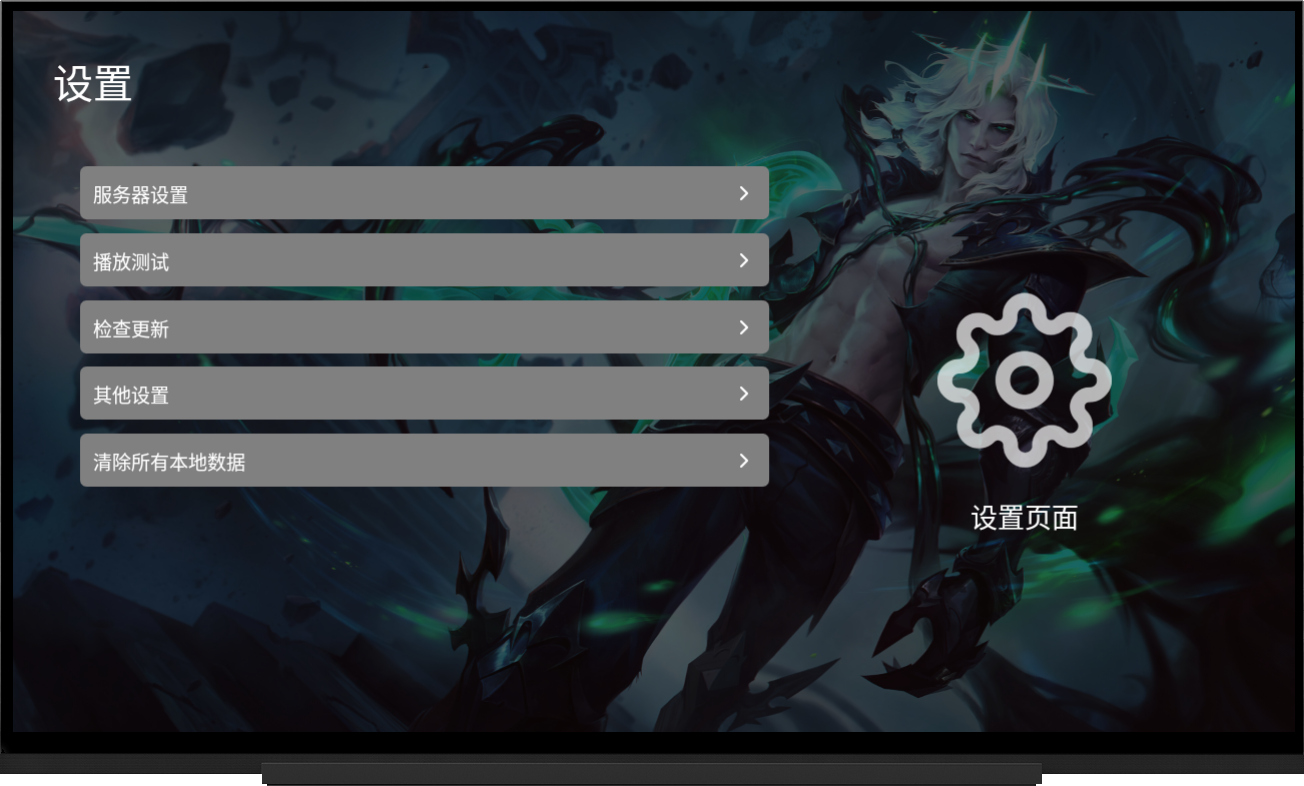 设置
服务器设置
播放测试
检查更新
其他设置
清除所有本地数据
设置页面